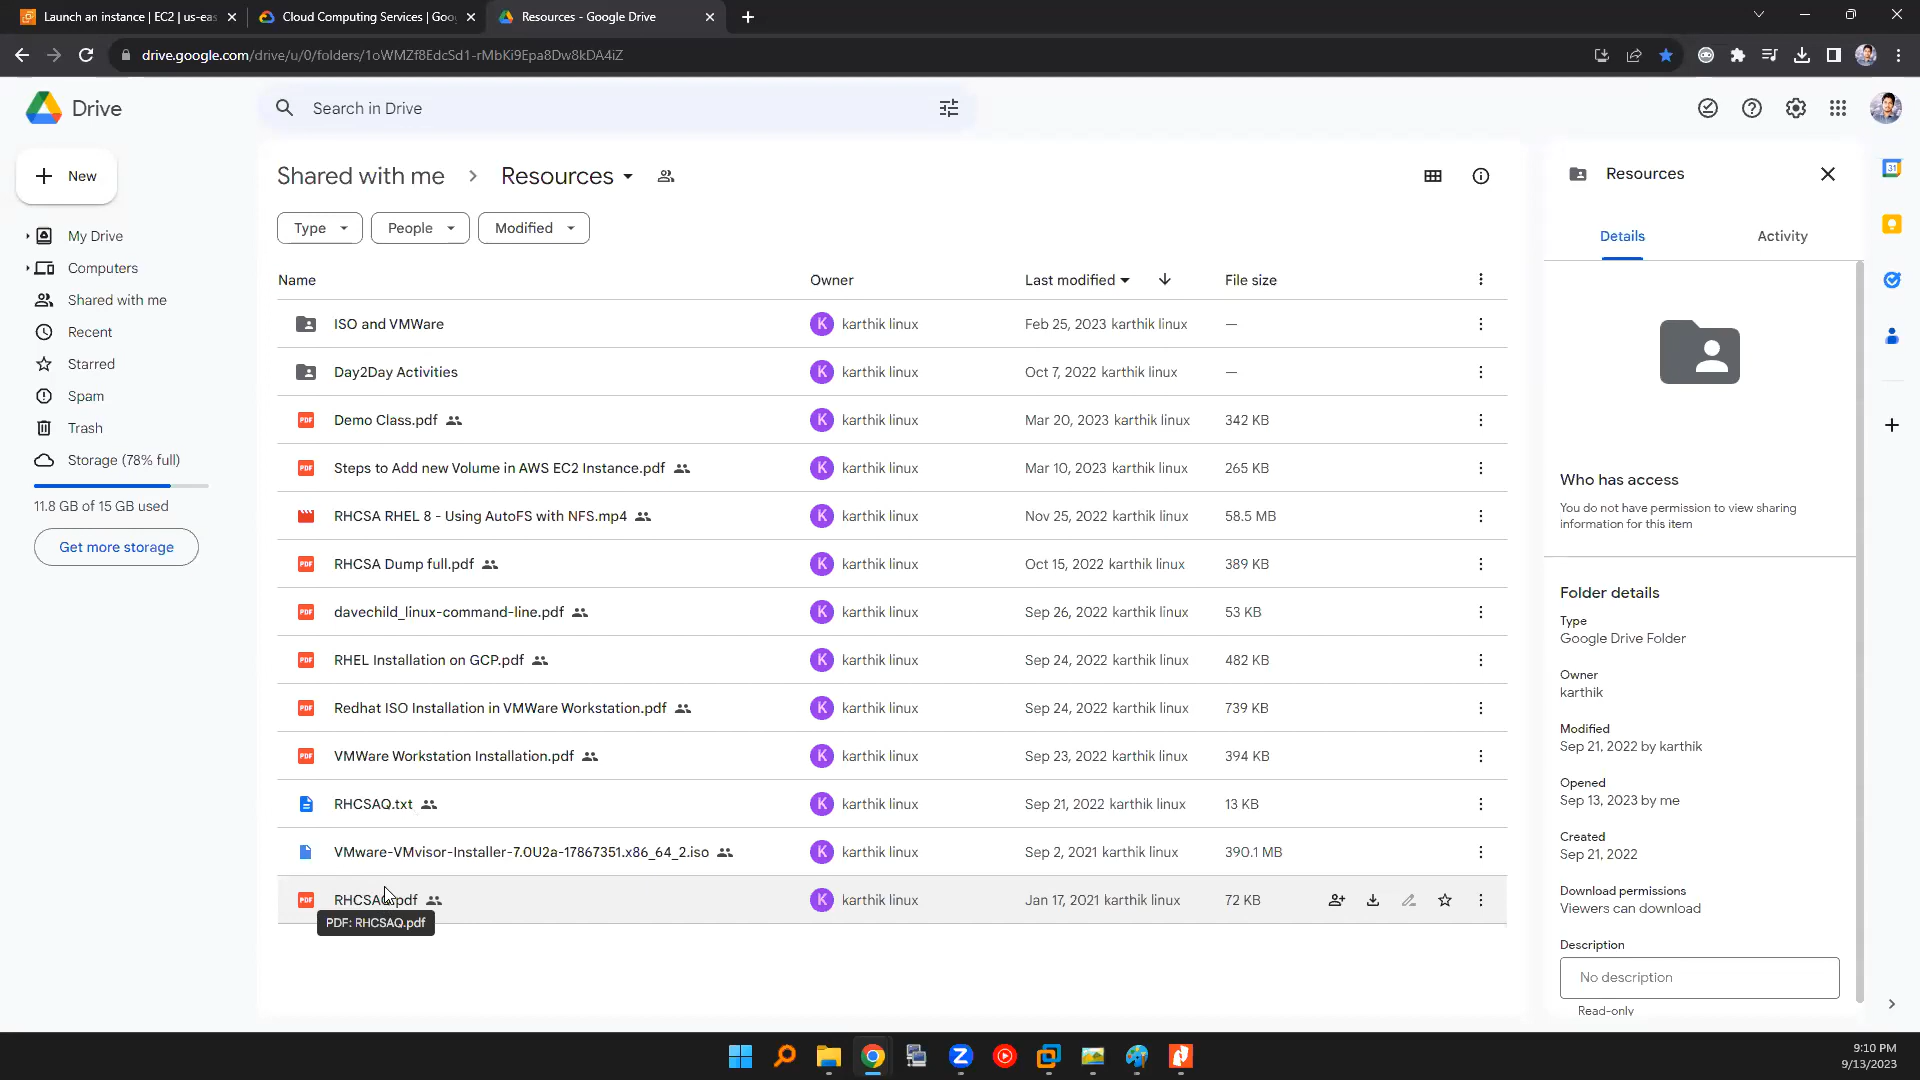 Launch an instance | EC2 | us-eas
Cloud Computing Services | Goo
Resources - Google Drive
drive.google.com/drive/u/0/folders/1oWMZf8EdcSd1-rMbKi9Epa8Dw8kDA4iZ
Drive
Search in Drive
New
Shared with me > Resources
Resources
Type
People
Modified
Details
Activity
My Drive
Computers
Shared with me
Recent
Starred
Spam
Trash
Storage (78% full)
11.8 GB of 15 GB used
Get more storage
Name Owner Last modified File size
ISO and VMWare K karthik linux Feb 25, 2023 karthik linux —
Day2Day Activities K karthik linux Oct 7, 2022 karthik linux —
PDF Demo Class.pdf K karthik linux Mar 20, 2023 karthik linux 342 KB
PDF Steps to Add new Volume in AWS EC2 Instance.pdf K karthik linux Mar 10, 2023 karthik linux 265 KB
RHCSA RHEL 8 - Using AutoFS with NFS.mp4 K karthik linux Nov 25, 2022 karthik linux 58.5 MB
PDF RHCSA Dump full.pdf K karthik linux Oct 15, 2022 karthik linux 389 KB
PDF davechild_linux-command-line.pdf K karthik linux Sep 26, 2022 karthik linux 53 KB
PDF RHEL Installation on GCP.pdf K karthik linux Sep 24, 2022 karthik linux 482 KB
PDF Redhat ISO Installation in VMWare Workstation.pdf K karthik linux Sep 24, 2022 karthik linux 739 KB
PDF VMWare Workstation Installation.pdf K karthik linux Sep 23, 2022 karthik linux 394 KB
RHCSAQ.txt K karthik linux Sep 21, 2022 karthik linux 13 KB
VMware-VMvisor-Installer-7.0U2a-17867351.x86_64_2.iso K karthik linux Sep 2, 2021 karthik linux 390.1 MB
PDF RHCSAQ.pdf K karthik linux Jan 17, 2021 karthik linux 72 KB
PDF: RHCSAQ.pdf
Who has access
You do not have permission to view sharing
information for this item
Folder details
Type
Google Drive Folder
Owner
karthik
Modified
Sep 21, 2022 by karthik
Opened
Sep 13, 2023 by me
Created
Sep 21, 2022
Download permissions
Viewers can download
Description
No description
Read-only
31
9:10 PM
9/13/2023